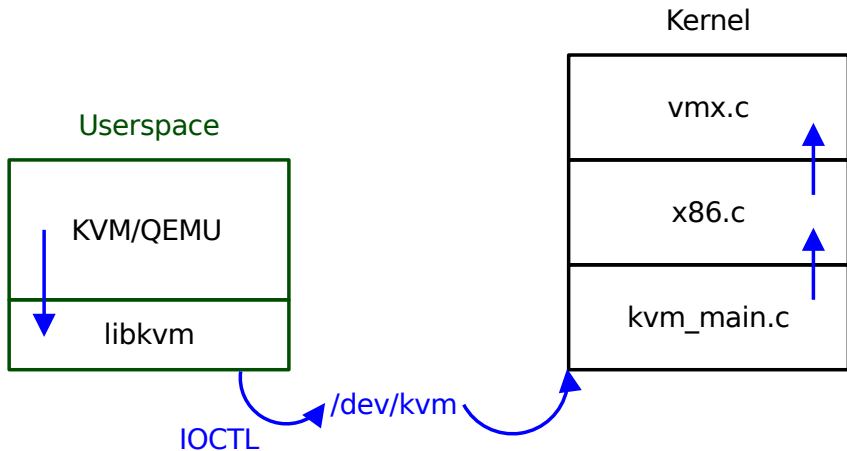 Kernel
vmx.c
Userspace
x86.c
KVM/QEMU
kvm_main.c
libkvm
/dev/kvm
IOCTL